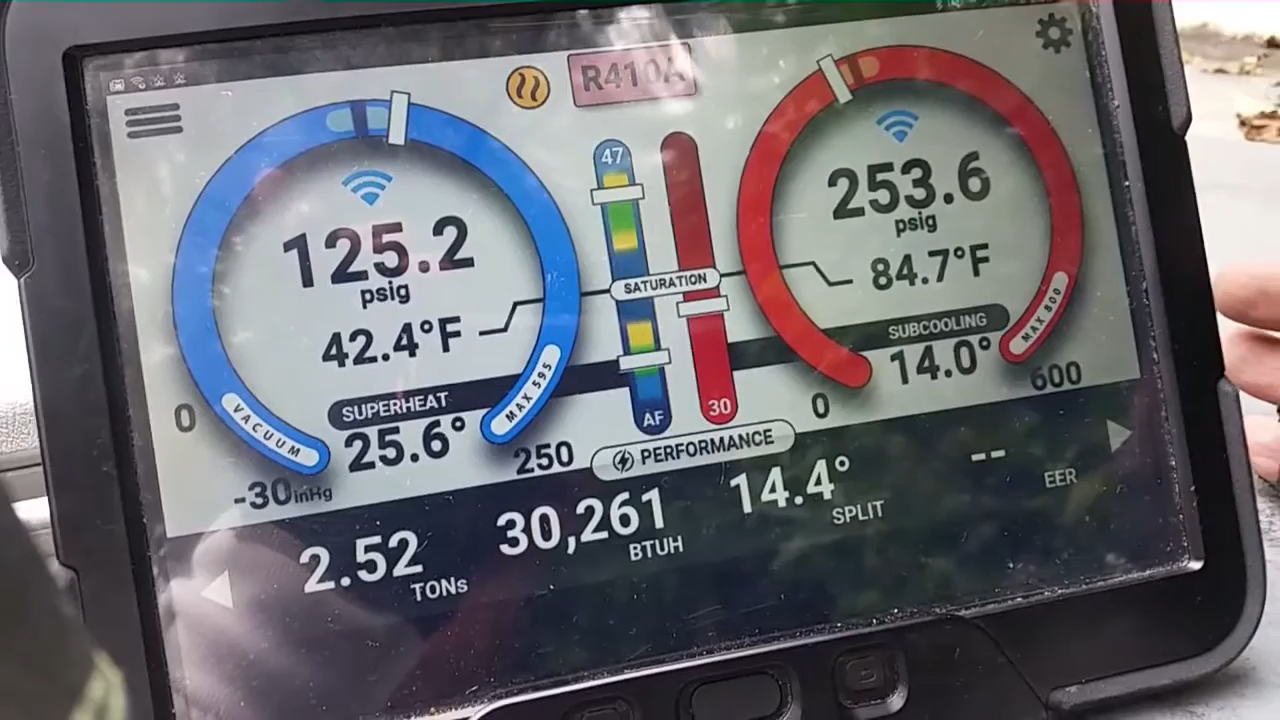 R410A
47
125.2
psig
42.4°F
253.6
psig
84.7°F
SATURATION
SUPERHEAT
25.6°
SUBCOOLING
14.0°
MAX 595
MAX 800
VACUUM
0
-30inHg
250
AF
30
0
600
PERFORMANCE
2.52
TONs
30,261
BTUH
14.4°
SPLIT
--
EER